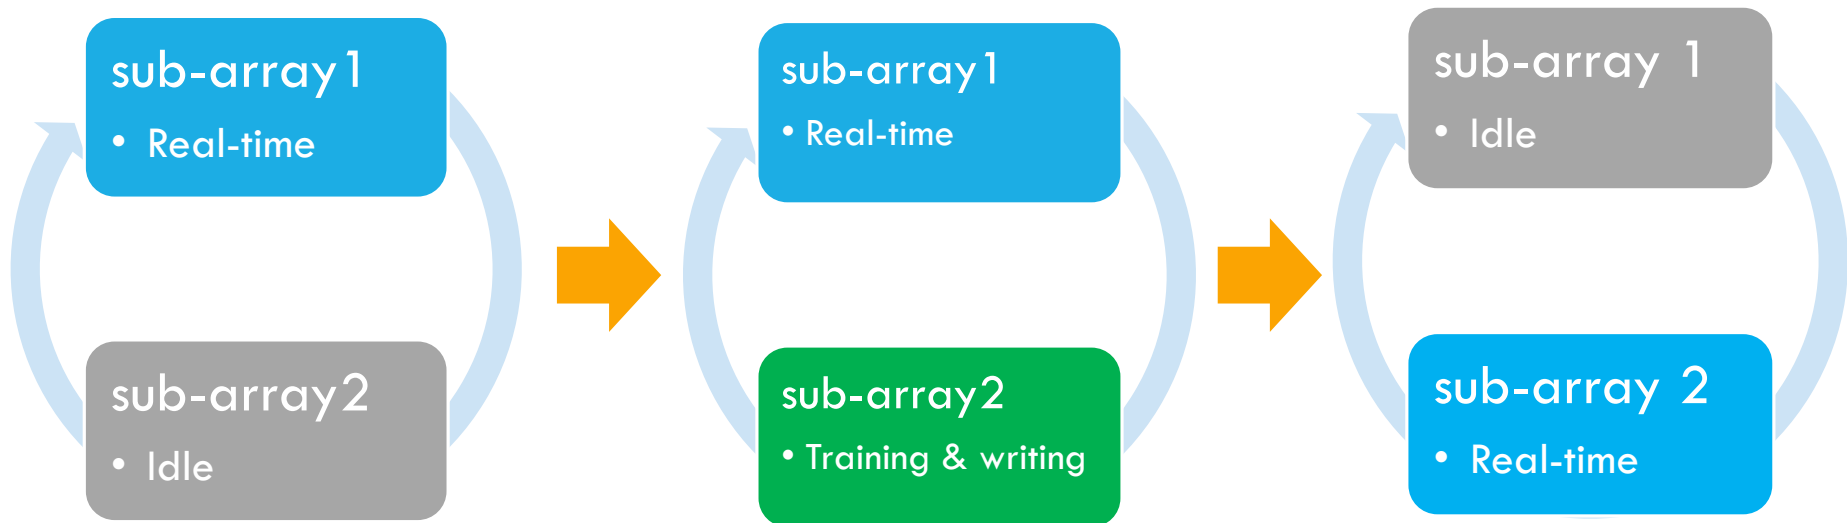 sub-array1
• Real-time
sub-array2
• Idle
sub-array1
• Real-time
sub-array2
• Training & writing
sub-array 1
• Idle
sub-array 2
• Real-time